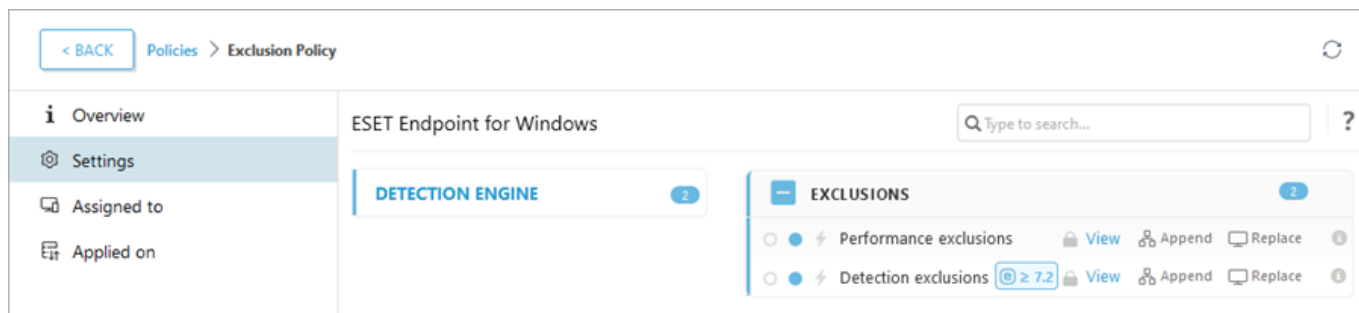 < BACK Policies > Exclusion Policy
Overview
Settings
Assigned to
Applied on
ESET Endpoint for Windows
Type to search...
?
DETECTION ENGINE 2
EXCLUSIONS 2
Performance exclusions View Append Replace
Detection exclusions ⓔ ≥ 7.2 View Append Replace